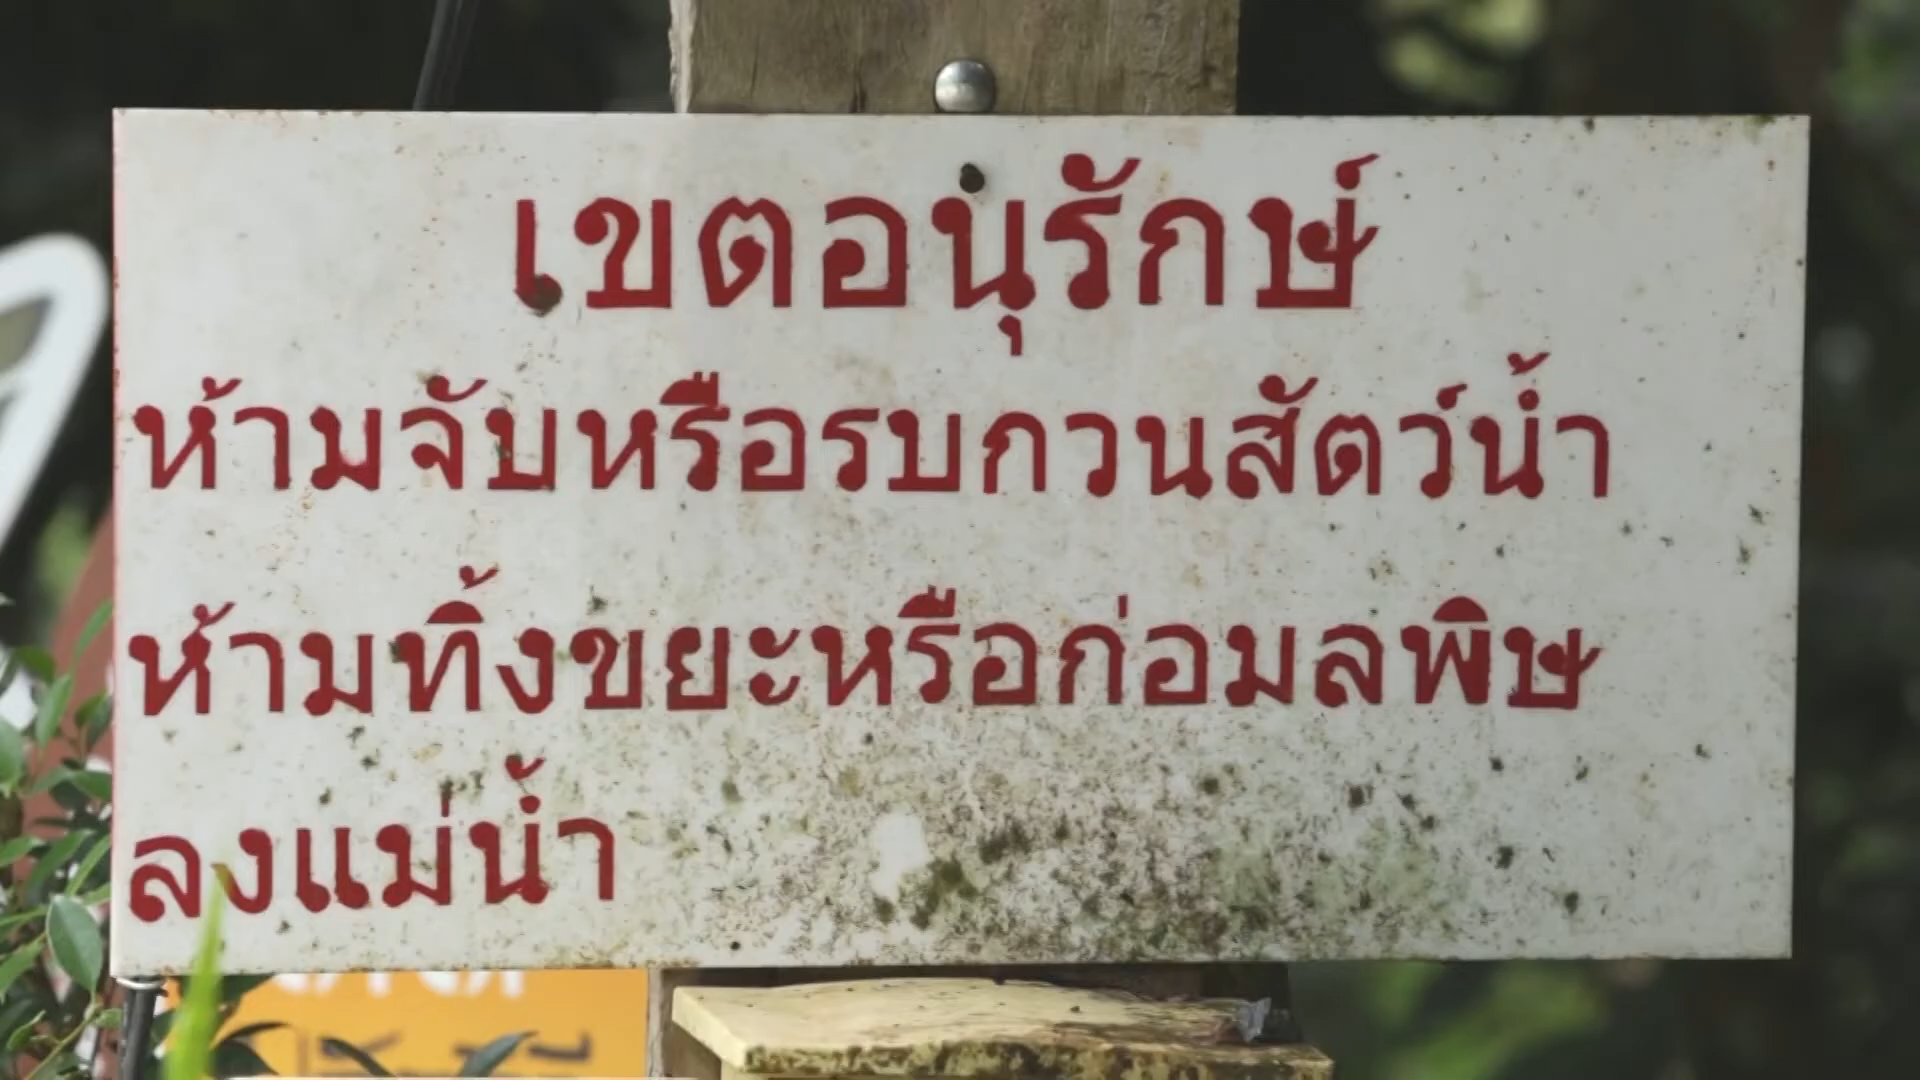 เขตอนุรักษ์
ห้ามจับหรือรบกวนสัตว์น้ำ
ห้ามทิ้งขยะหรือก่อมลพิษ
ลงแม่น้ำ